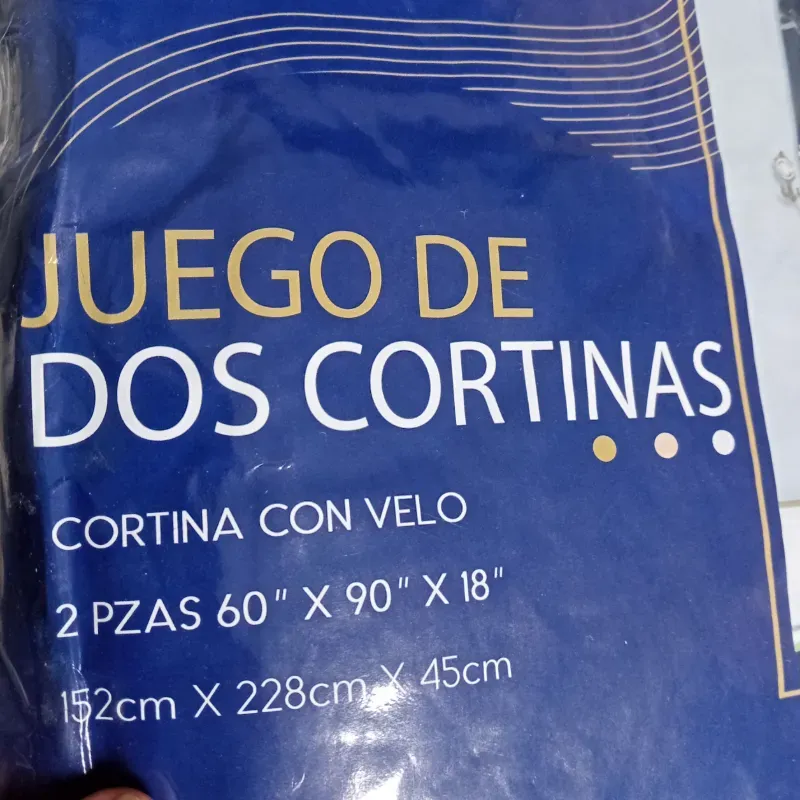 JUEGO DE
DOS CORTINAS
CORTINA CON VELO
2 PZAS 60" X 90" X 18"
152cm X 228cm X 45cm